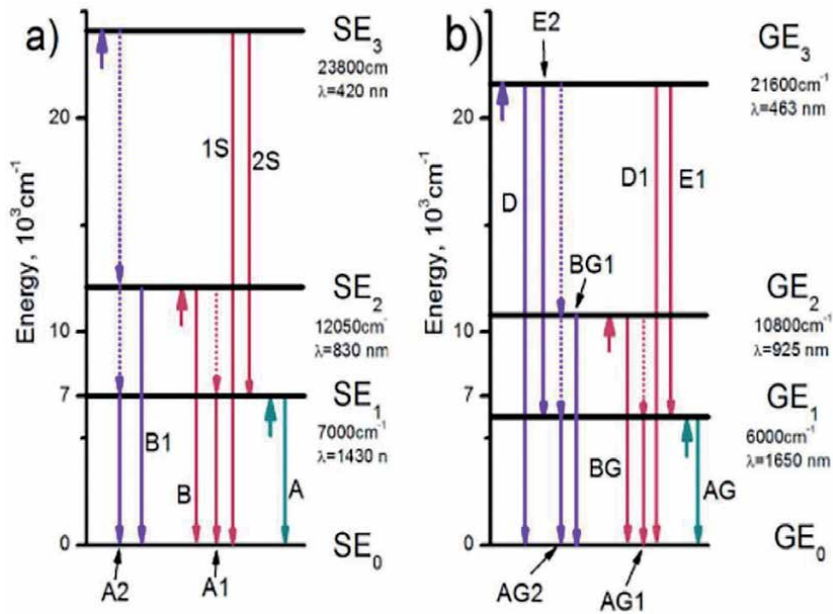 a)
SE3
23800cm
λ=420 nm
20
1S
2S
Energy, 10³cm⁻¹
SE2
12050cm⁻¹
λ=830 nm
10
7
SE1
7000cm⁻¹
λ=1430 n
B1
B
A
0
SE0
A2
A1
b)
E2
GE3
21600cm⁻¹
λ=463 nm
20
D
D1
E1
Energy, 10³cm⁻¹
BG1
GE2
10800cm⁻¹
λ=925 nm
10
7
GE1
6000cm⁻¹
λ=1650 nm
BG
AG
0
GE0
AG2
AG1